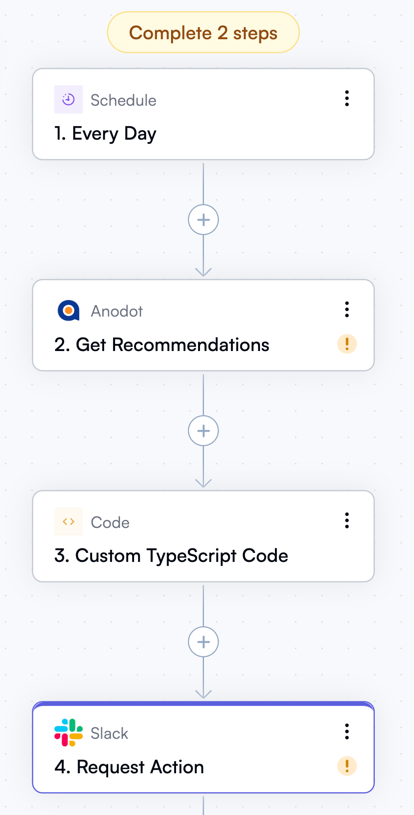 Complete 2 steps
Schedule
1. Every Day
Anodot
2. Get Recommendations
Code
3. Custom TypeScript Code
Slack
4. Request Action